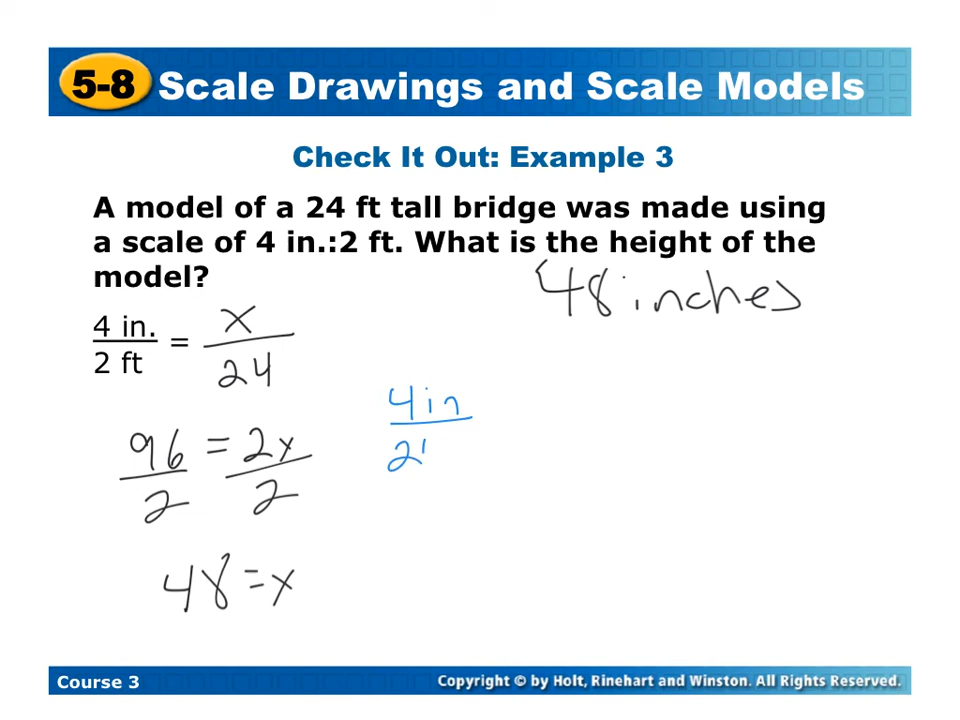 5-8 Scale Drawings and Scale Models
Check It Out: Example 3
A model of a 24 ft tall bridge was made using
a scale of 4 in.:2 ft. What is the height of the
model?
48 inches
4 in. = x
2 ft 24
4in
2'
96 = 2x
2 2
48 = x
Course 3
Copyright © by Holt, Rinehart and Winston. All Rights Reserved.